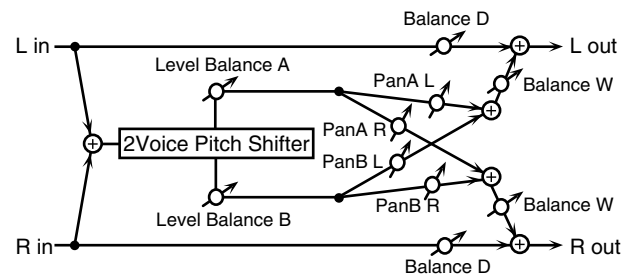 Balance D
L in
L out
Level Balance A
PanA L
Balance W
PanA R
2Voice Pitch Shifter
PanB L
PanB R
Level Balance B
Balance W
R in
R out
Balance D